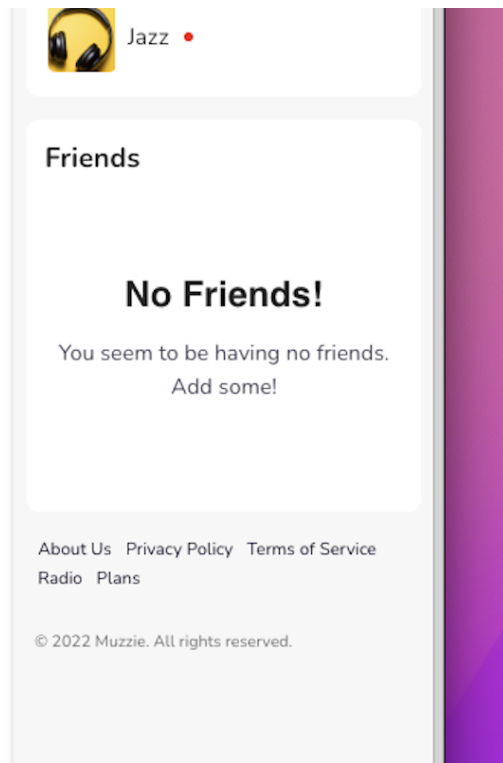 Jazz
Friends
No Friends!
You seem to be having no friends.
Add some!
About Us Privacy Policy Terms of Service
Radio Plans
© 2022 Muzzie. All rights reserved.